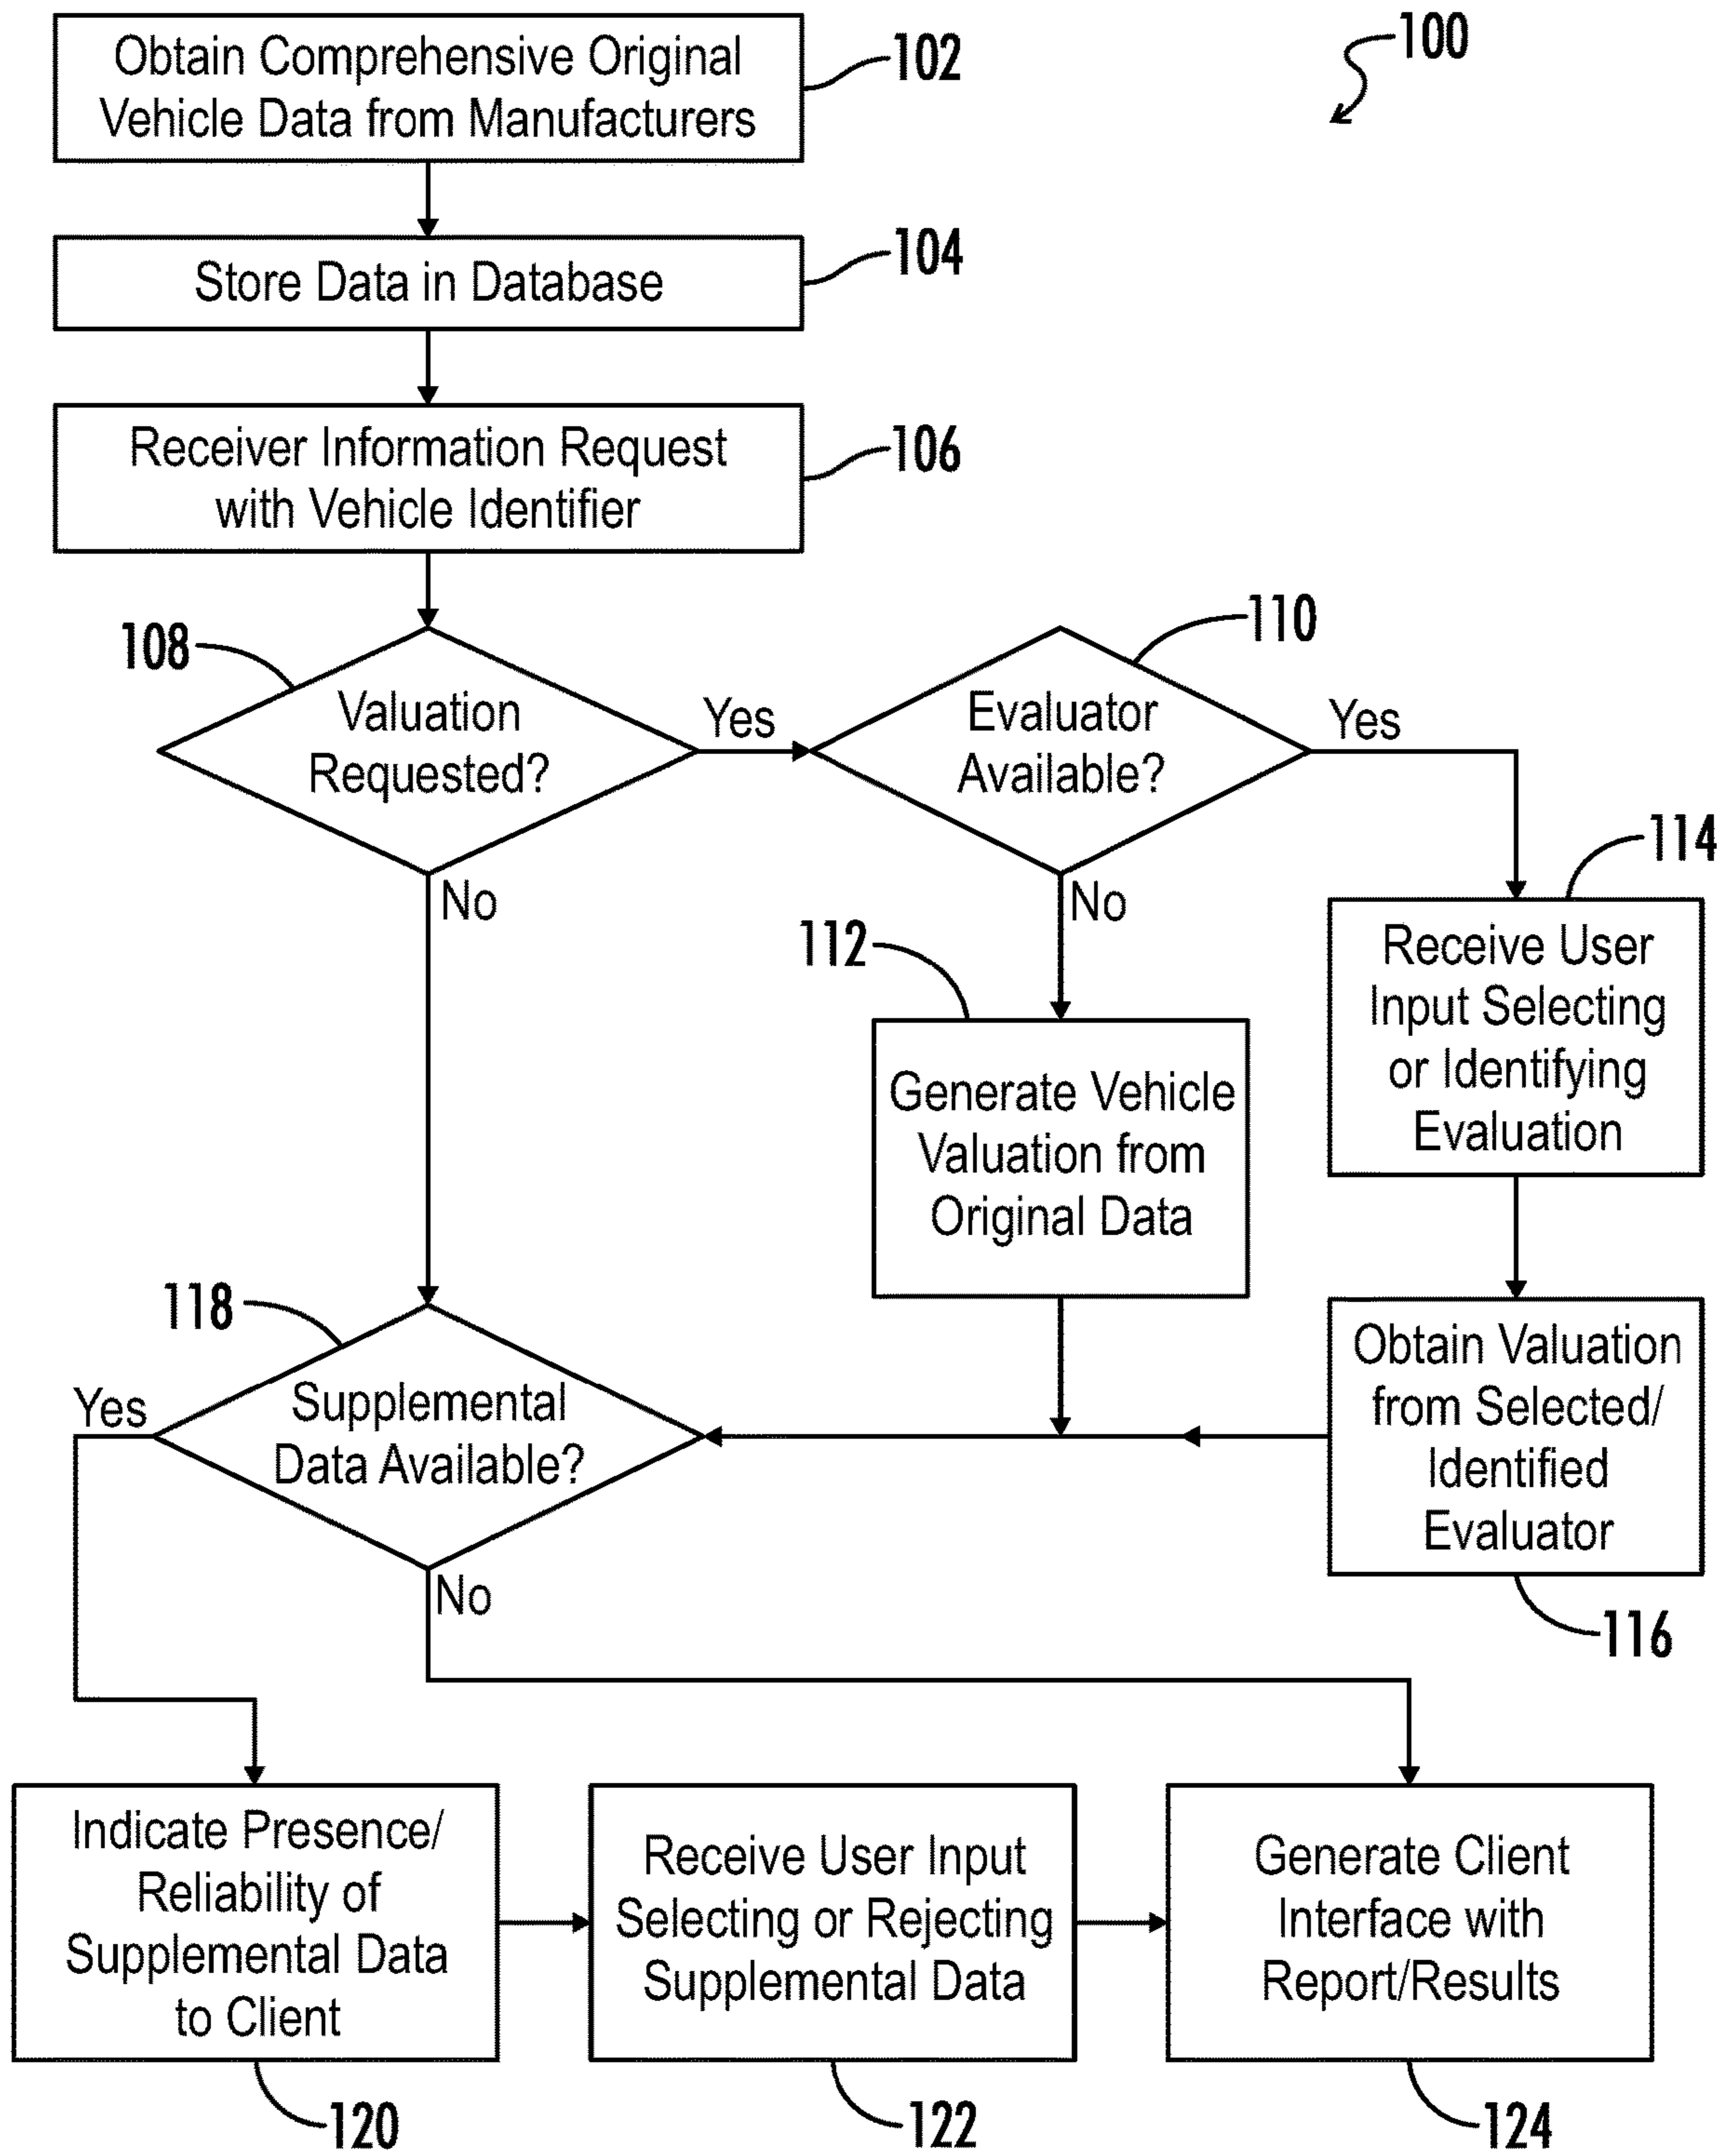 100
Obtain Comprehensive Original
Vehicle Data from Manufacturers
102
Store Data in Database
104
Receiver Information Request
with Vehicle Identifier
106
108
Valuation
Requested?
Yes
No
110
Evaluator
Available?
Yes
No
112
Generate Vehicle
Valuation from
Original Data
114
Receive User
Input Selecting
or Identifying
Evaluation
Obtain Valuation
from Selected/
Identified
Evaluator
116
118
Supplemental
Data Available?
Yes
No
Indicate Presence/
Reliability of
Supplemental Data
to Client
120
Receive User Input
Selecting or Rejecting
Supplemental Data
122
Generate Client
Interface with
Report/Results
124